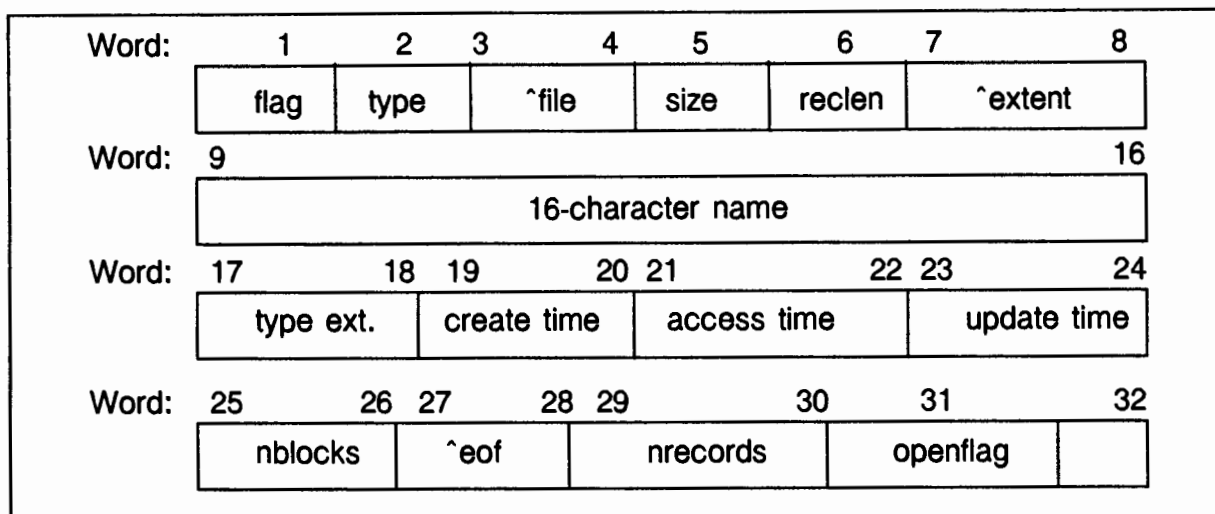 Word: 1 2 3 4 5 6 7 8
flag type ^file size reclen ^extent
Word: 9 16
16-character name
Word: 17 18 19 20 21 22 23 24
type ext. create time access time update time
Word: 25 26 27 28 29 30 31 32
nblocks ^eof nrecords openflag